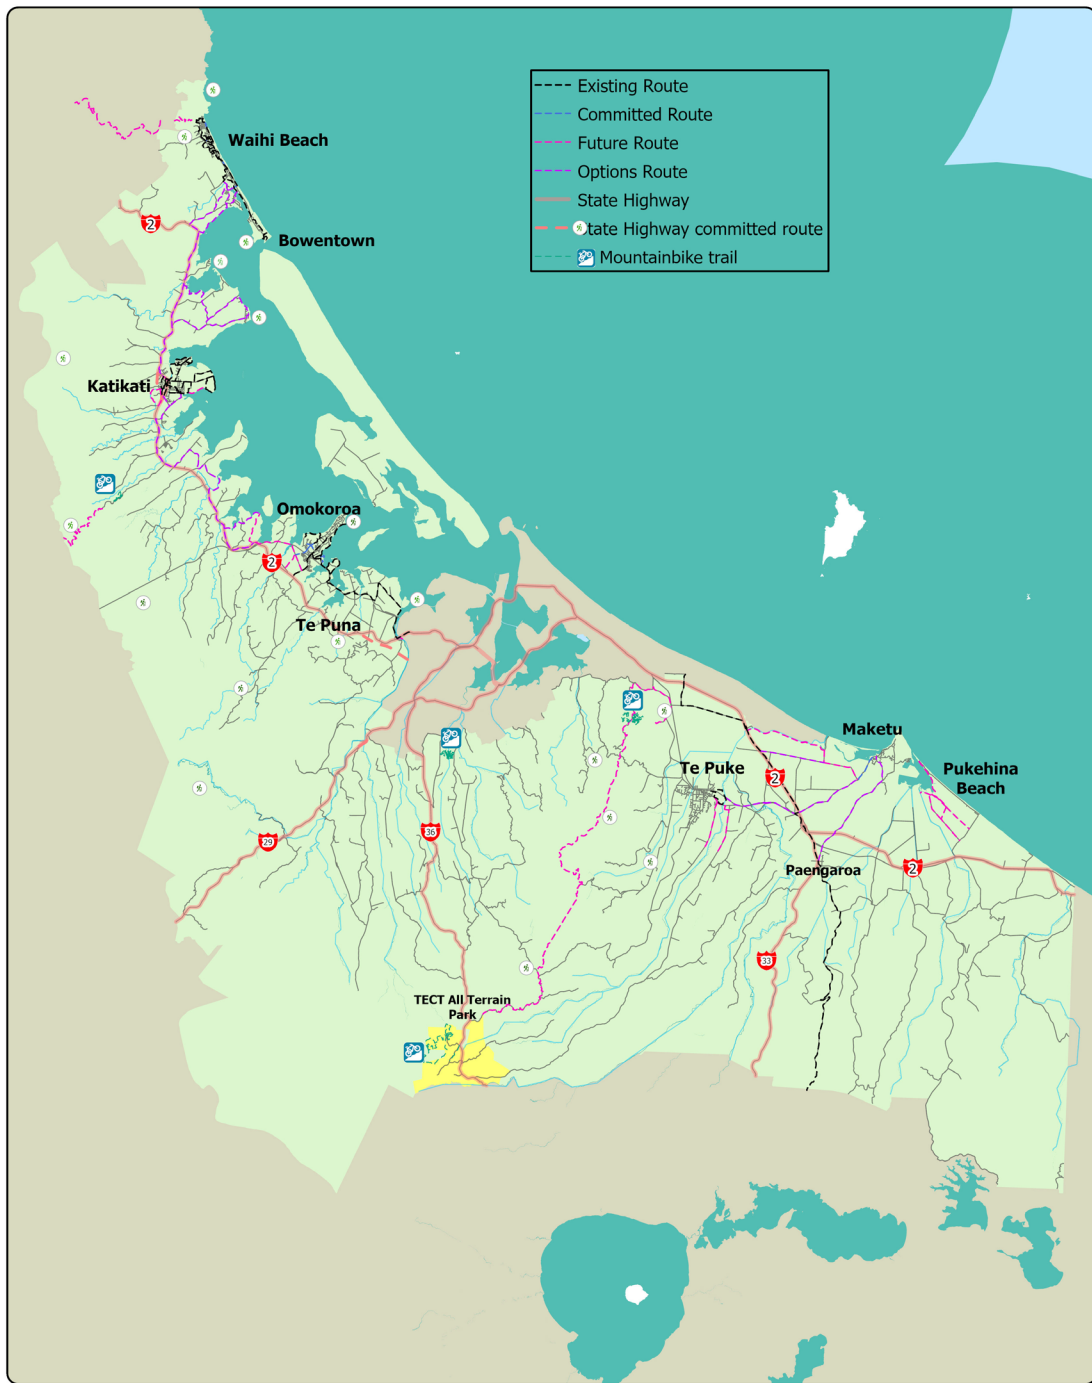 Existing Route
Committed Route
Future Route
Options Route
State Highway
State Highway committed route
Mountainbike trail
Waihi Beach
2
Bowentown
Katikati
Omokoroa
2
Te Puna
Maketu
Te Puke
2
Pukehina
Beach
36
29
Paengaroa
2
33
TECT All Terrain
Park